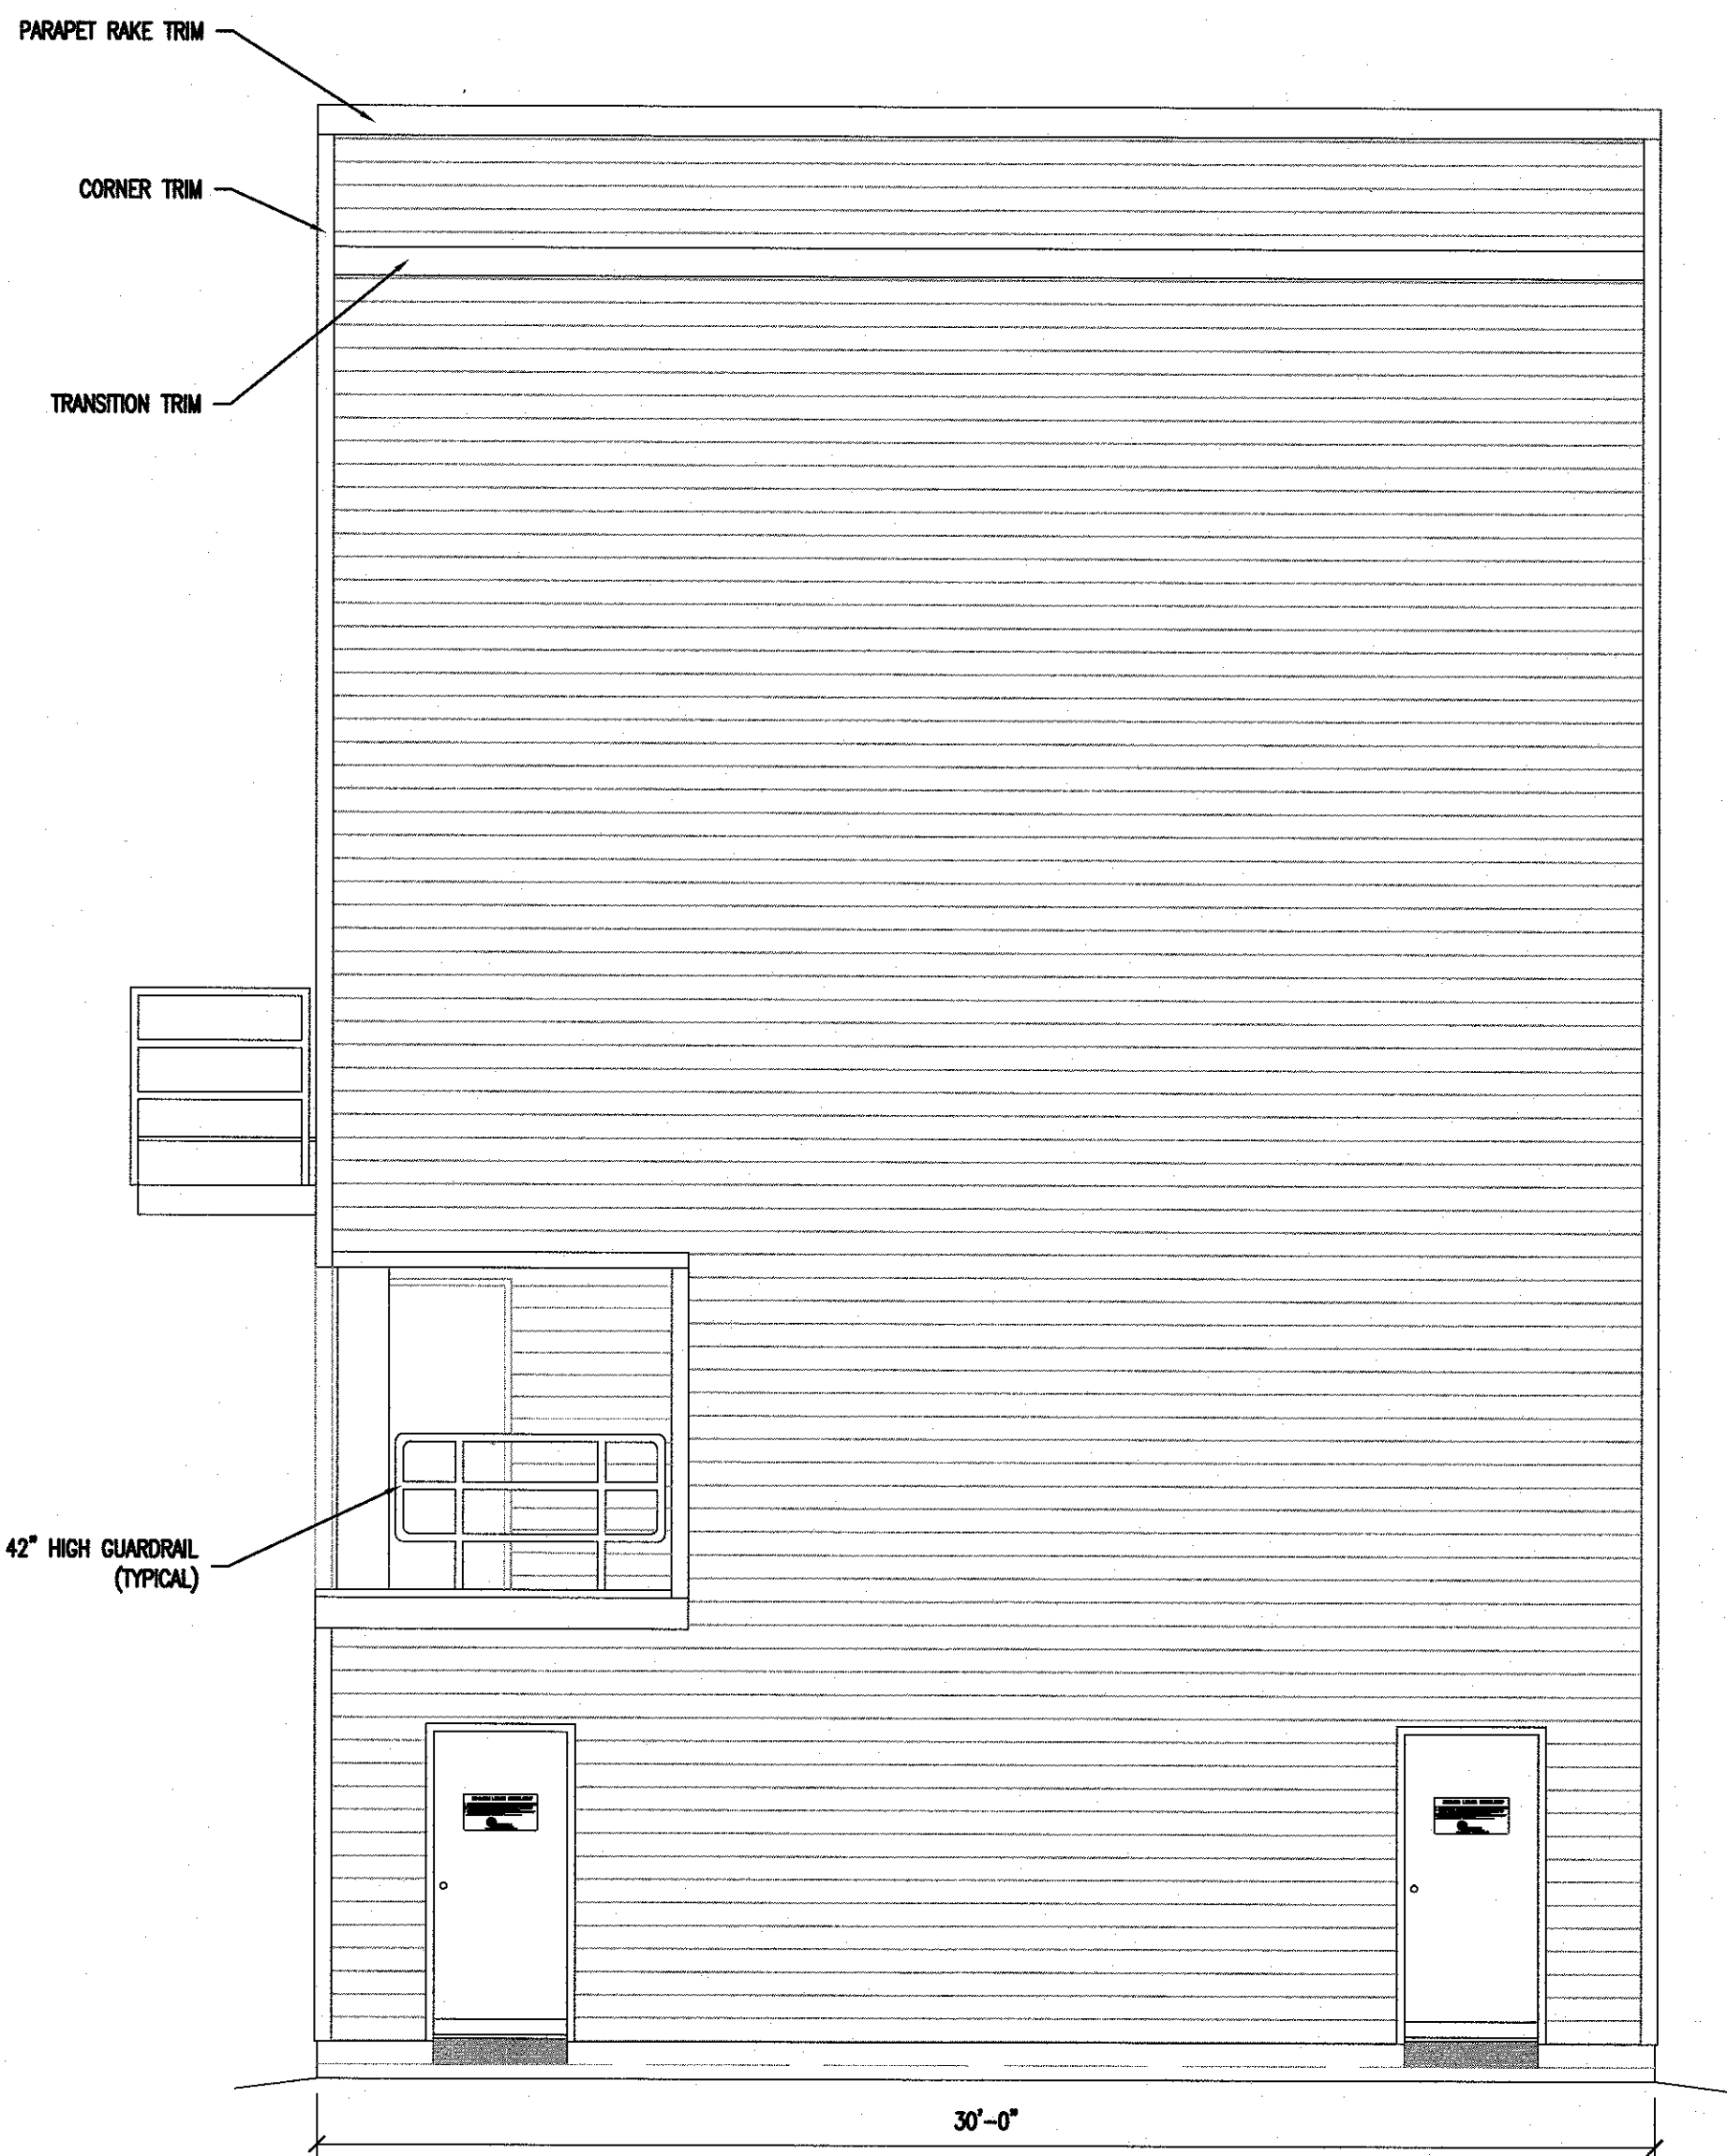 PARAPET RAKE TRIM
CORNER TRIM
TRANSITION TRIM
42" HIGH GUARDRAIL
(TYPICAL)
30'-0"